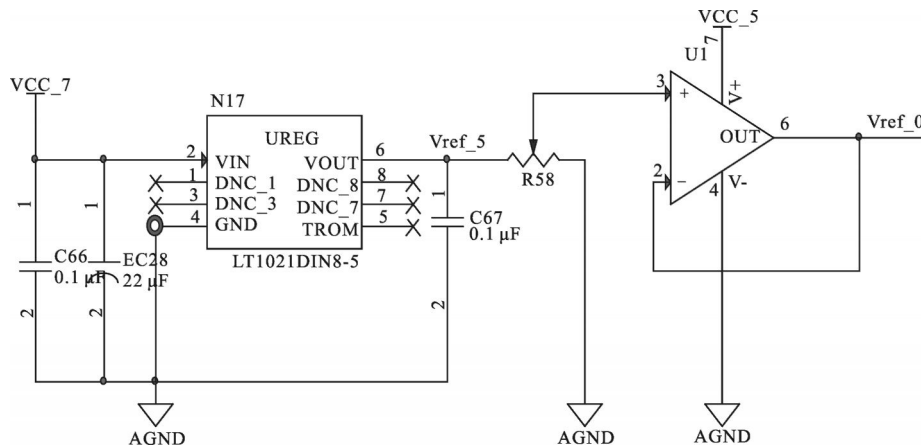 VCC_5
7
U1
VCC_7
N17
3
+
V+
UREG
Vref_5
OUT
6
Vref_0
2
VIN
VOUT
6
1
DNC_1
DNC_8
8
R58
2
−
3
DNC_3
DNC_7
7
1
4
V-
1
1
4
GND
TROM
5
C67
0.1 μF
LT1021DIN8-5
C66
0.1 μF
EC28
22 μF
2
2
2
AGND
AGND
AGND